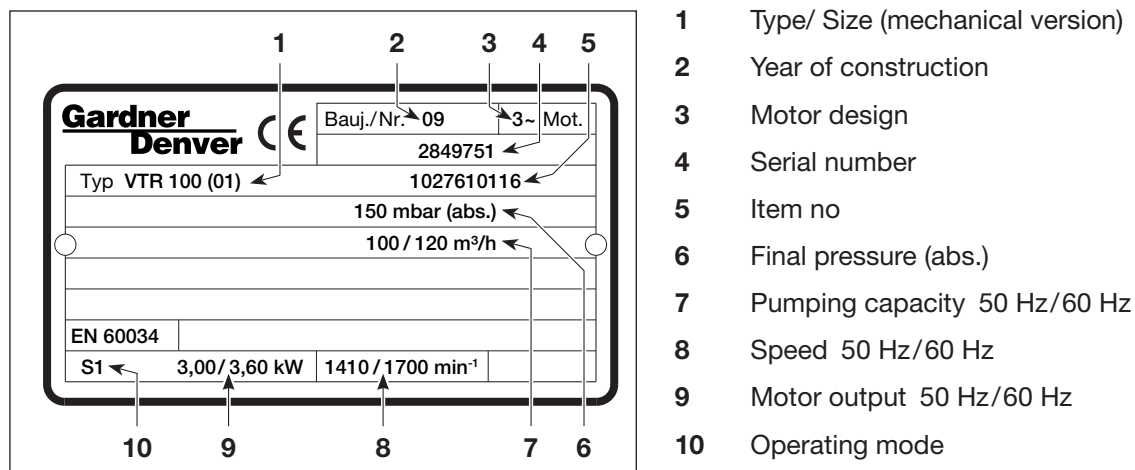 1 2 3 4 5
Gardner
Denver
CE
Bauj./Nr. 09
3~ Mot.
2849751
Typ VTR 100 (01)
1027610116
150 mbar (abs.)
100 / 120 m³/h
EN 60034
S1
3,00/3,60 kW
1410 / 1700 min⁻¹
10 9 8 7 6
1 Type/ Size (mechanical version)
2 Year of construction
3 Motor design
4 Serial number
5 Item no
6 Final pressure (abs.)
7 Pumping capacity 50 Hz/60 Hz
8 Speed 50 Hz/60 Hz
9 Motor output 50 Hz/60 Hz
10 Operating mode